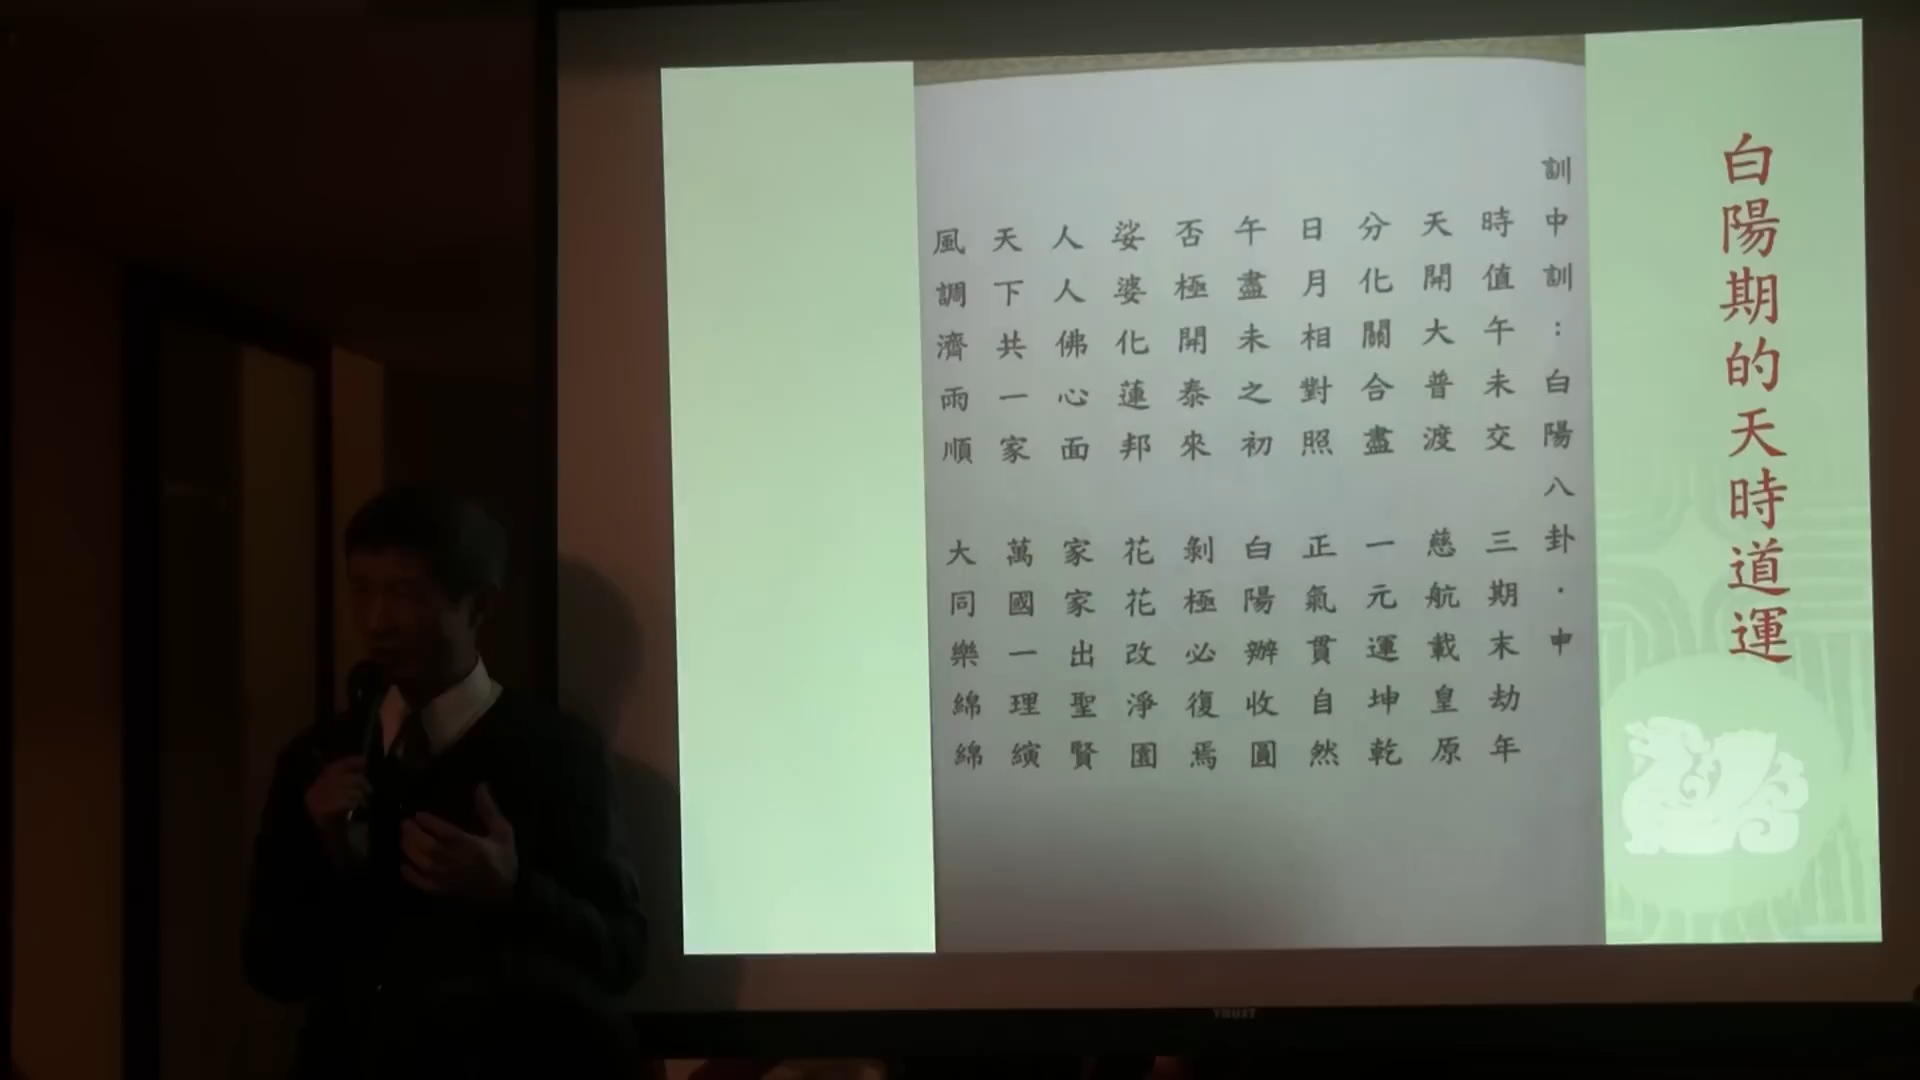 白陽期的天時道運
訓中訓：白陽八卦．申
時值午未交 三期末劫年
天開大普渡 慈航載皇原
分化關合盡 一元運坤乾
日月相對照 正氣貫自然
午盡未之初 白陽辦收圓
否極開泰來 剝極必復焉
娑婆化蓮邦 花花改淨園
人人佛心面 家家出聖賢
天下共一家 萬國一理演
風調濟雨順 大同樂綿綿
TRUST